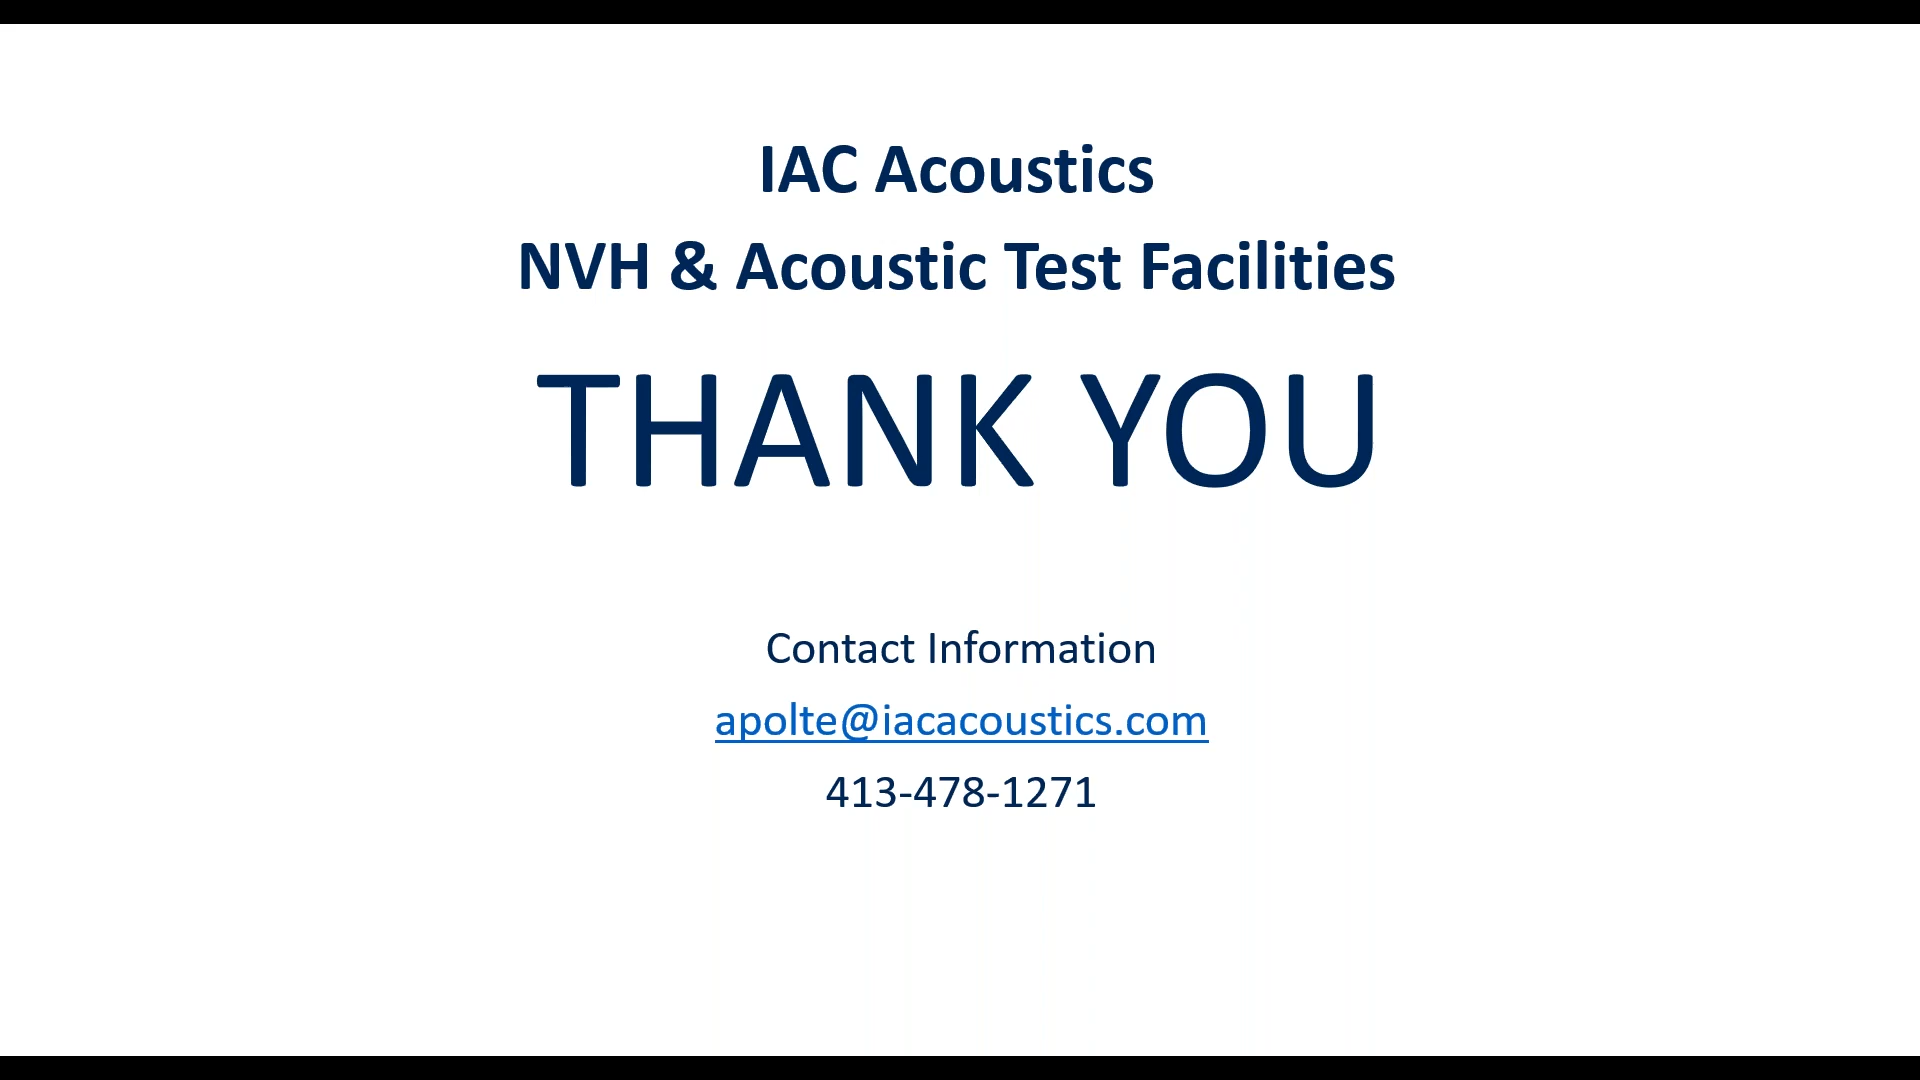 IAC Acoustics
NVH & Acoustic Test Facilities
THANK YOU
Contact Information
apolte@iacacoustics.com
413-478-1271